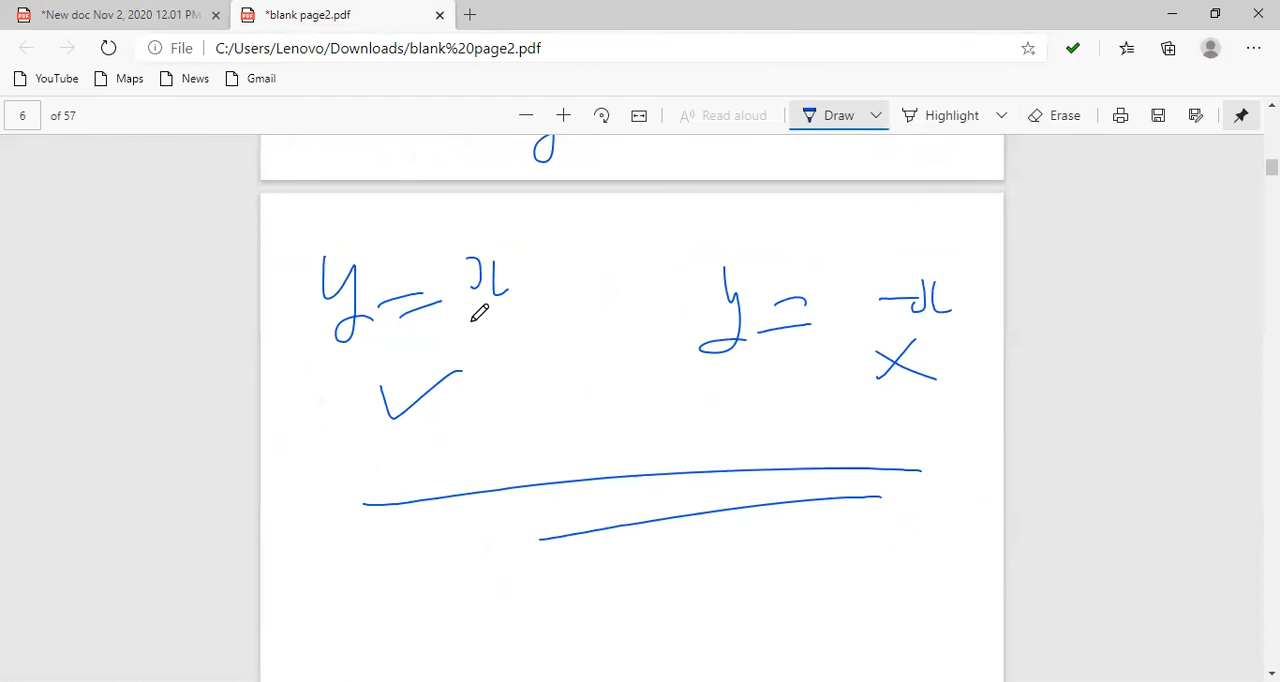 *New doc Nov 2, 2020 12.01 PM
*blank page2.pdf
File C:/Users/Lenovo/Downloads/blank%20page2.pdf
YouTube Maps News Gmail
6 of 57 Read aloud Draw Highlight Erase
y
y = x y = -x